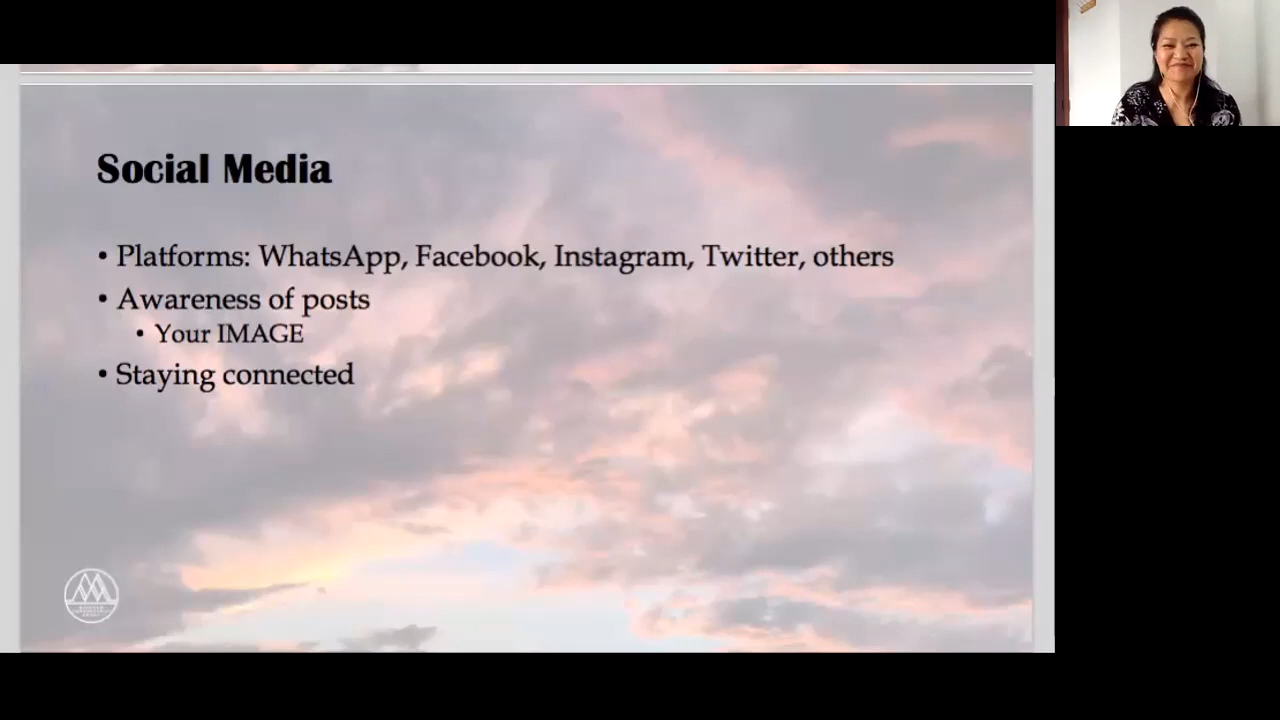 Social Media
• Platforms: WhatsApp, Facebook, Instagram, Twitter, others
• Awareness of posts
• Your IMAGE
• Staying connected